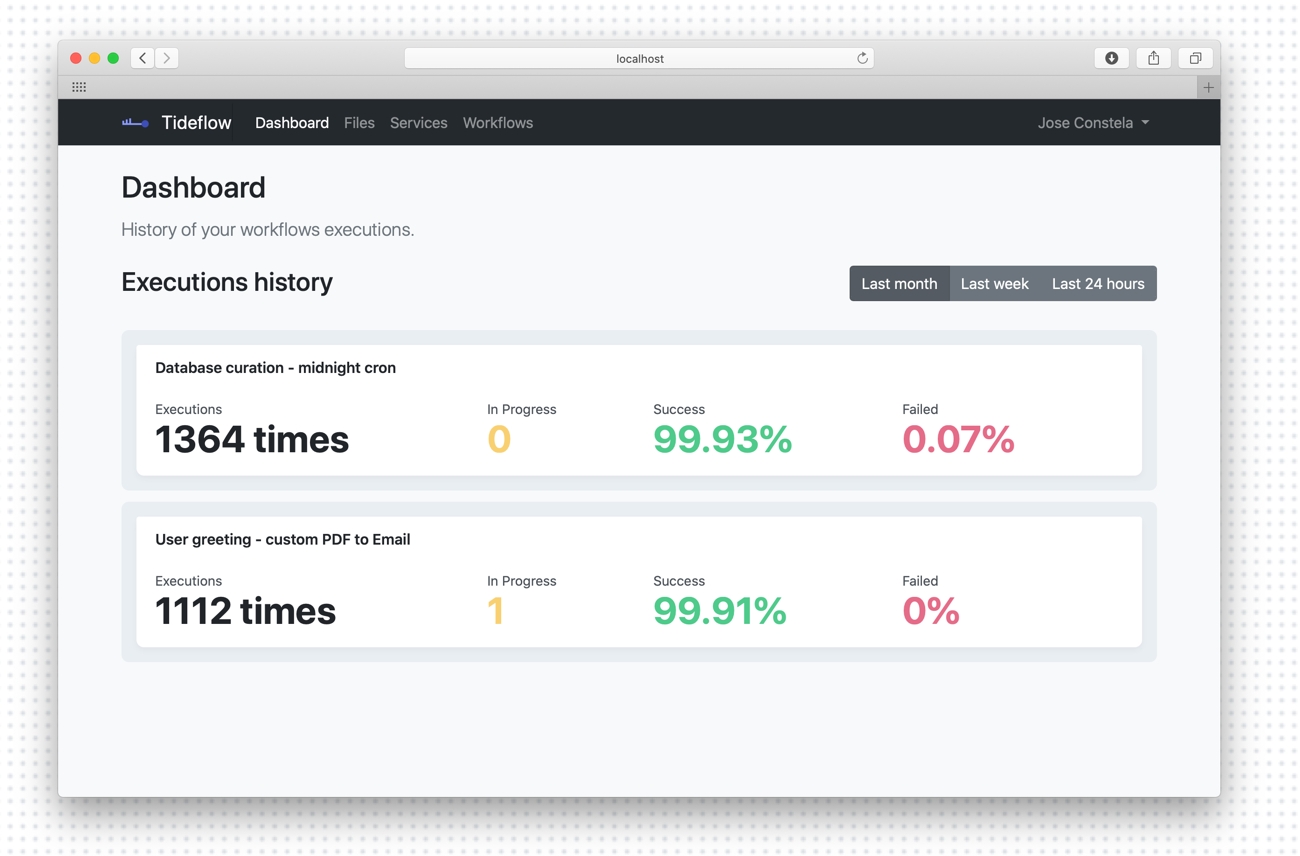 localhost
Tideflow Dashboard Files Services Workflows Jose Constela
Dashboard
History of your workflows executions.
Executions history
Last month Last week Last 24 hours
Database curation - midnight cron
Executions In Progress Success Failed
1364 times 0 99.93% 0.07%
User greeting - custom PDF to Email
Executions In Progress Success Failed
1112 times 1 99.91% 0%